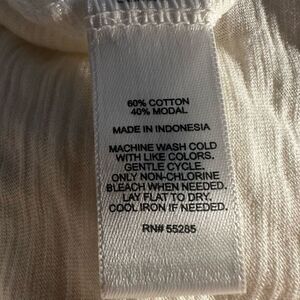 60% COTTON
40% MODAL
MADE IN INDONESIA
MACHINE WASH COLD
WITH LIKE COLORS.
GENTLE CYCLE.
ONLY NON-CHLORINE
BLEACH WHEN NEEDED.
LAY FLAT TO DRY.
COOL IRON IF NEEDED.
RN# 55285